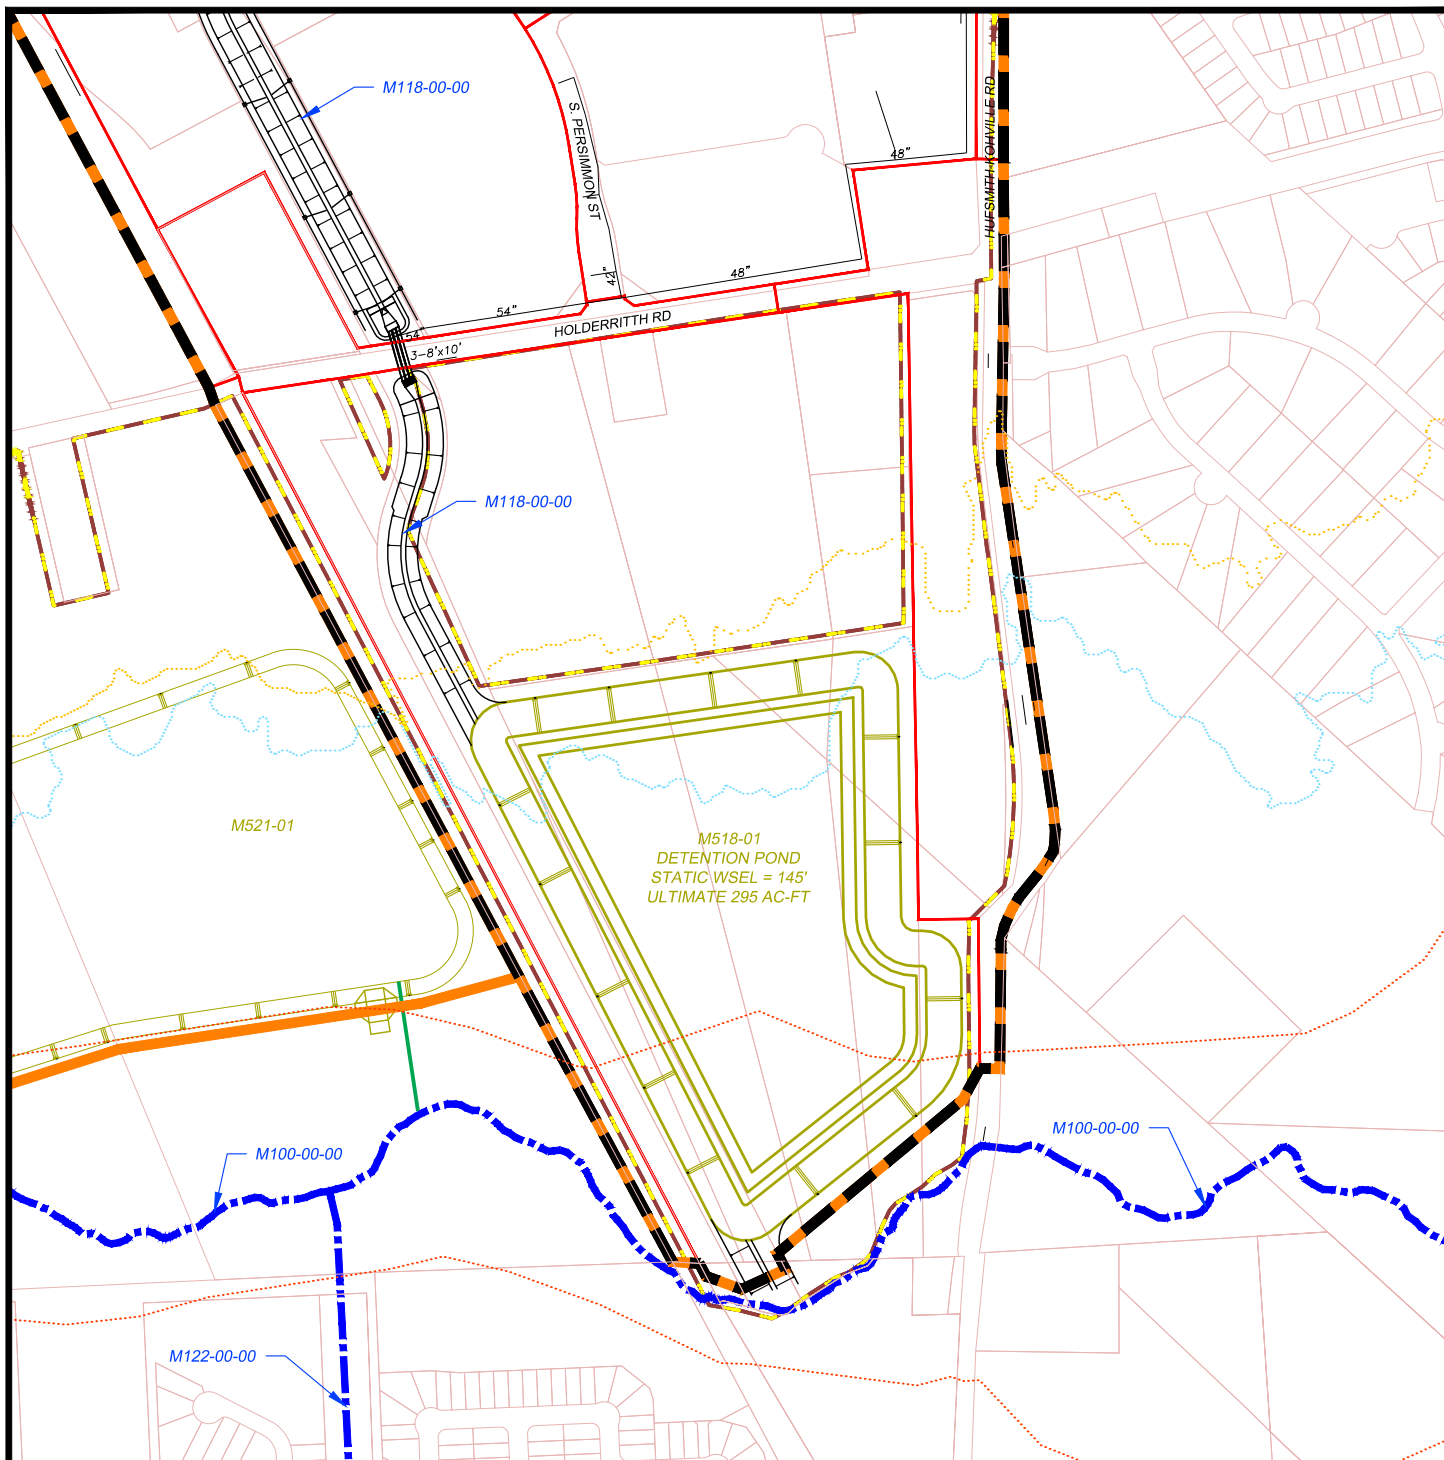 M118-00-00
S. PERSIMMON ST
HUFSMITH-KOHVILLE RD
48"
48"
42"
54"
54"
HOLDERRITTH RD
3-8'x10'
M118-00-00
M521-01
M518-01
DETENTION POND
STATIC WSEL = 145'
ULTIMATE 295 AC-FT
M100-00-00
M100-00-00
M122-00-00